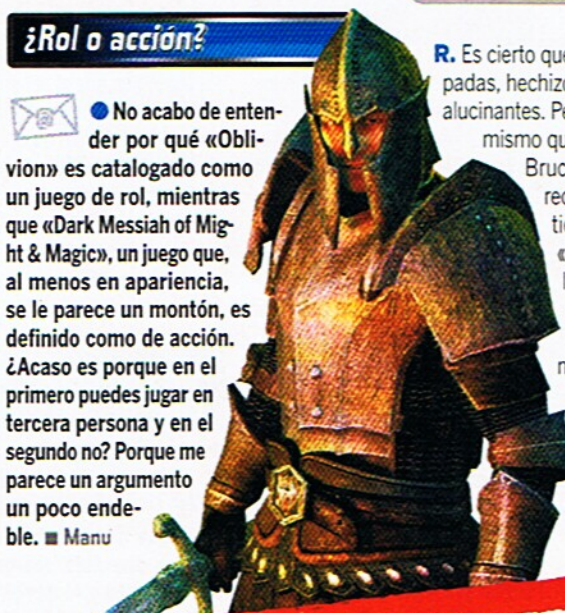 ¿Rol o acción?
● No acabo de enten-
der por qué «Obli-
vion» es catalogado como
un juego de rol, mientras
que «Dark Messiah of Mig-
ht & Magic», un juego que,
al menos en apariencia,
se le parece un montón, es
definido como de acción.
¿Acaso es porque en el
primero puedes jugar en
tercera persona y en el
segundo no? Porque me
parece un argumento
un poco ende-
ble. ■ Manu
R. Es cierto que
padas, hechizo
alucinantes. Pe
mismo qu
Bruc
rec
tie
«